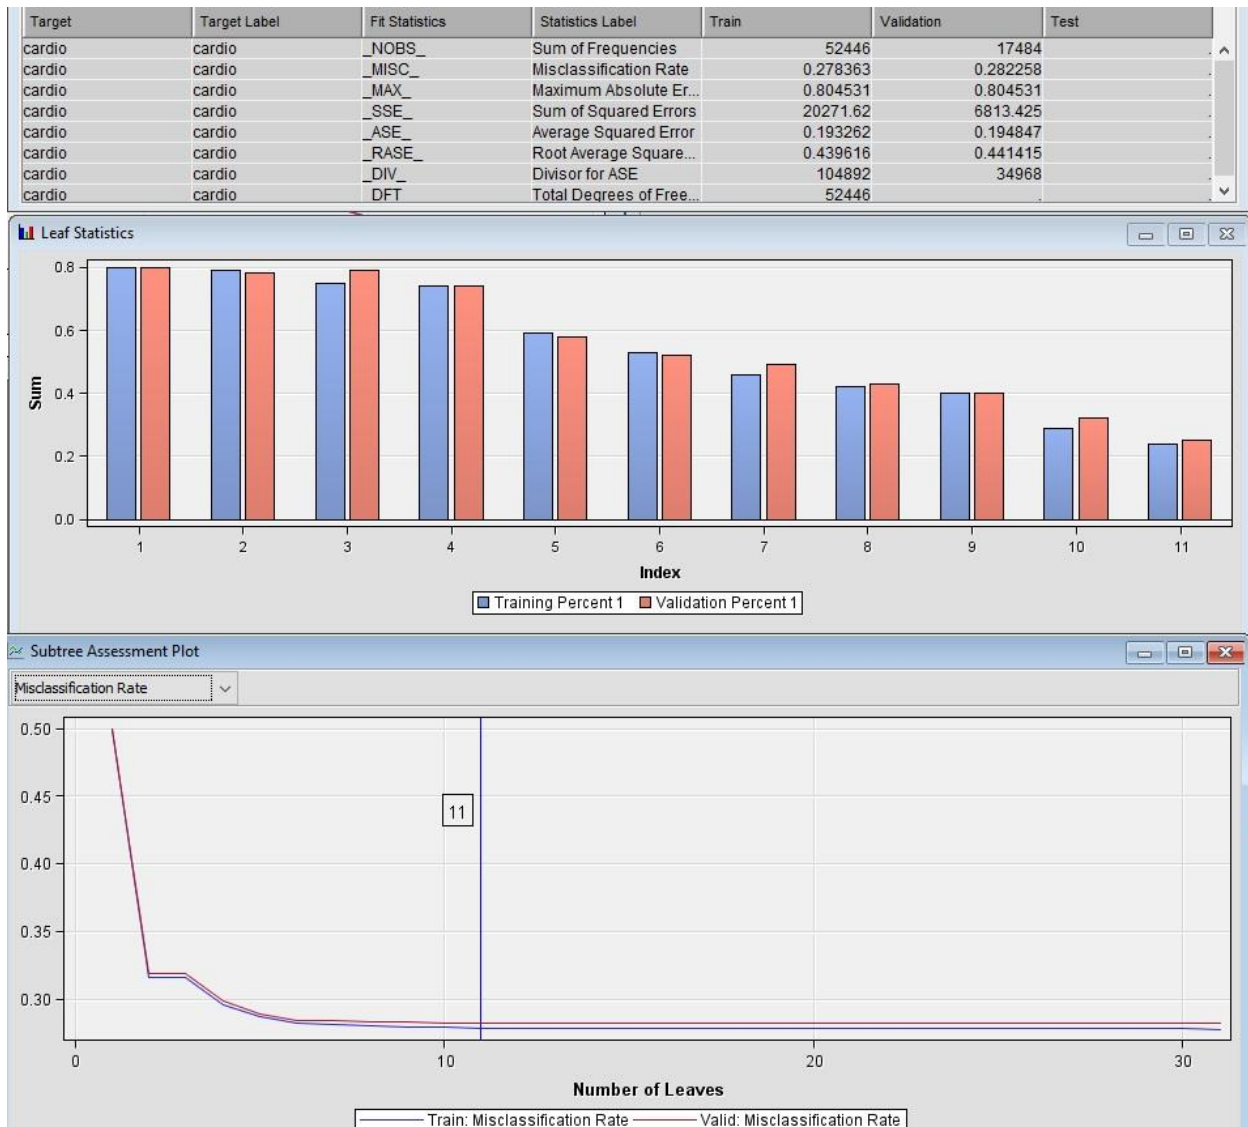 Target Target Label Fit Statistics Statistics Label Train Validation Test
cardio cardio _NOBS_ Sum of Frequencies 52446 17484 .
cardio cardio _MISC_ Misclassification Rate 0.278363 0.282258 .
cardio cardio _MAX_ Maximum Absolute Er... 0.804531 0.804531 .
cardio cardio _SSE_ Sum of Squared Errors 20271.62 6813.425 .
cardio cardio _ASE_ Average Squared Error 0.193262 0.194847 .
cardio cardio _RASE_ Root Average Square... 0.439616 0.441415 .
cardio cardio _DIV_ Divisor for ASE 104892 34968 .
cardio cardio _DFT_ Total Degrees of Free... 52446 . .
Leaf Statistics
0.8
0.6
0.4
0.2
0.0
Sum
1 2 3 4 5 6 7 8 9 10 11
Index
Training Percent 1 Validation Percent 1
Subtree Assessment Plot
Misclassification Rate
0.50
0.45
0.40
0.35
0.30
11
0 10 20 30
Number of Leaves
Train: Misclassification Rate Valid: Misclassification Rate